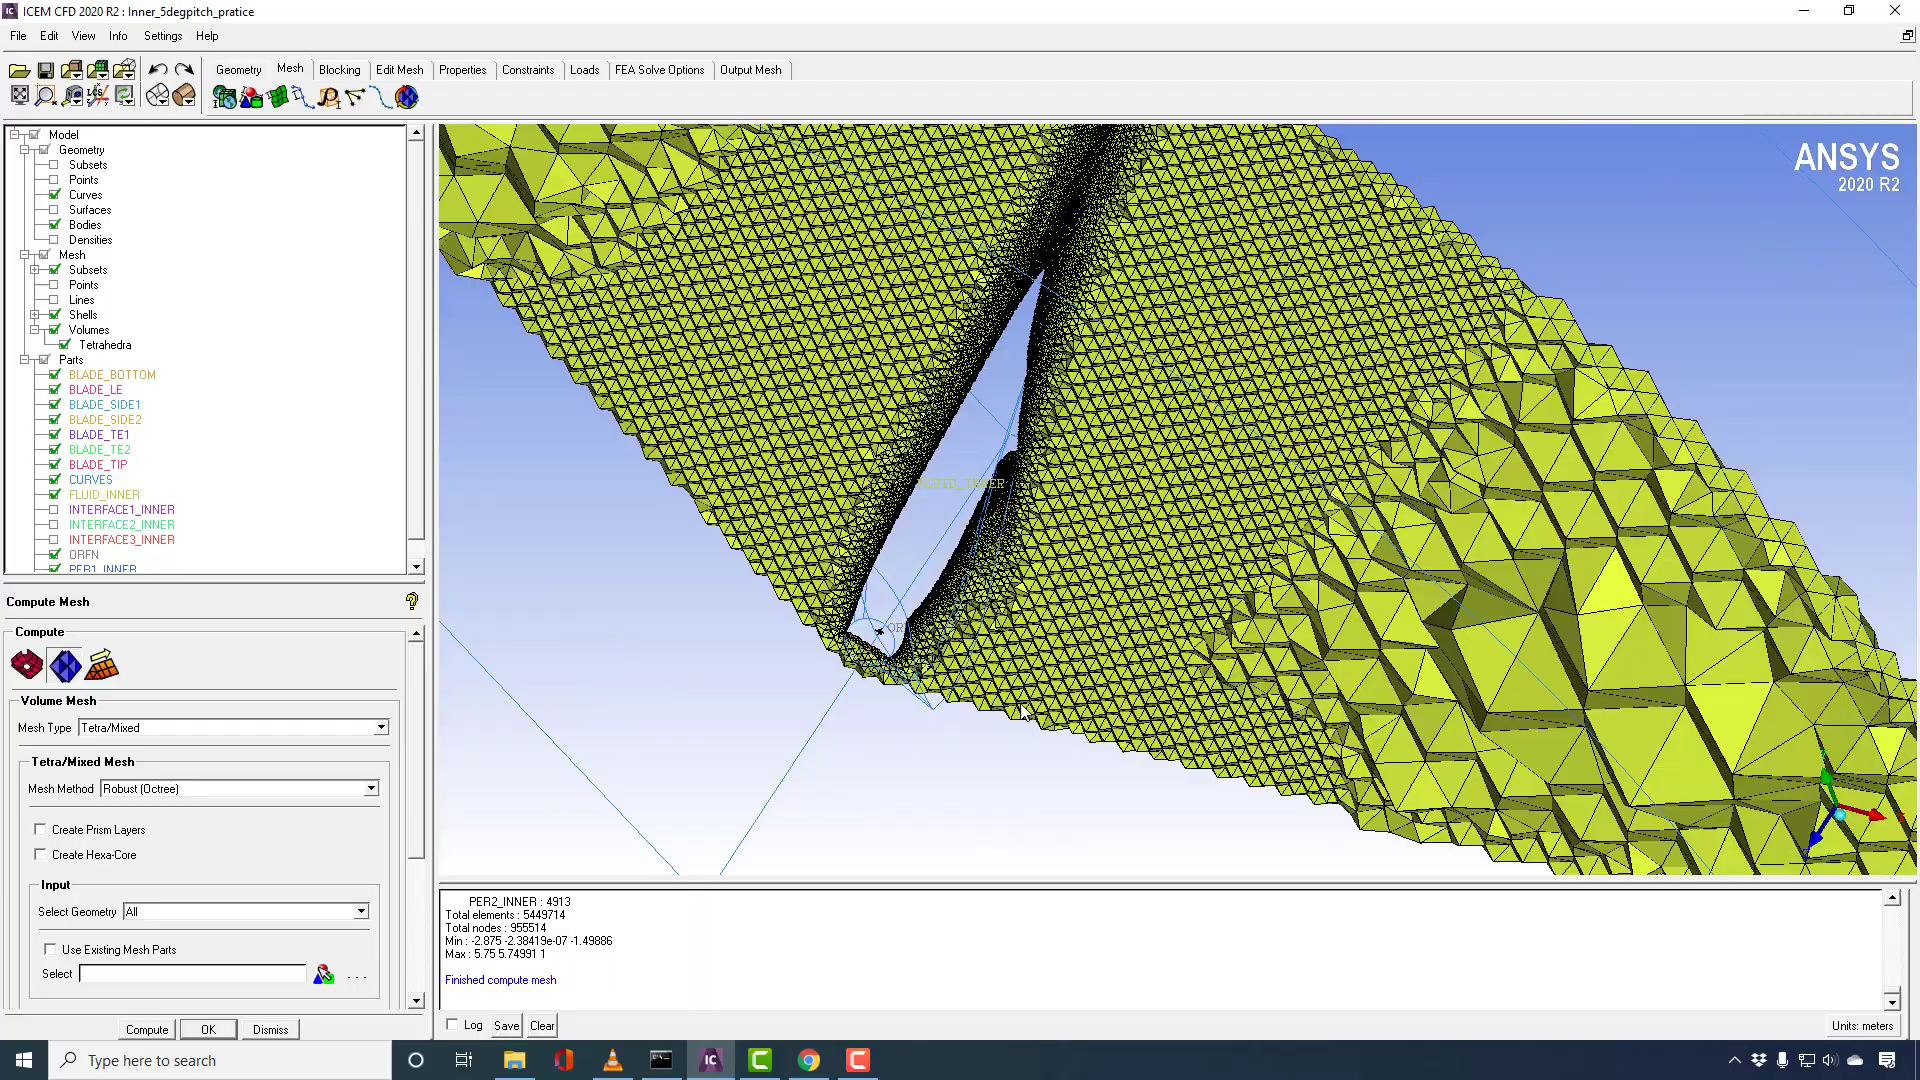 ICEM CFD 2020 R2 : Inner_5degpitch_pratice
File Edit View Info Settings Help
Geometry Mesh Blocking Edit Mesh Properties Constraints Loads FEA Solve Options Output Mesh
LCS
Model
Geometry
Subsets
Points
Curves
Surfaces
Bodies
Densities
Mesh
Subsets
Points
Lines
Shells
Volumes
Tetrahedra
Parts
BLADE_BOTTOM
BLADE_LE
BLADE_SIDE1
BLADE_SIDE2
BLADE_TE1
BLADE_TE2
BLADE_TIP
CURVES
FLUID_INNER
INTERFACE1_INNER
INTERFACE2_INNER
INTERFACE3_INNER
ORFN
PER1_INNER
ANSYS
2020 R2
FLUID_INNER
Compute Mesh
Compute
Volume Mesh
Mesh Type Tetra/Mixed
Tetra/Mixed Mesh
Mesh Method Robust (Octree)
Create Prism Layers
Create Hexa-Core
Input
Select Geometry All
Use Existing Mesh Parts
Select
Compute OK Dismiss
PER2_INNER : 4913
Total elements : 5449714
Total nodes : 955514
Min : -2.875 -2.38419e-07 -1.49886
Max : 5.75 5.74991 1
Finished compute mesh
Log Save Clear
Units: meters
Type here to search
IC